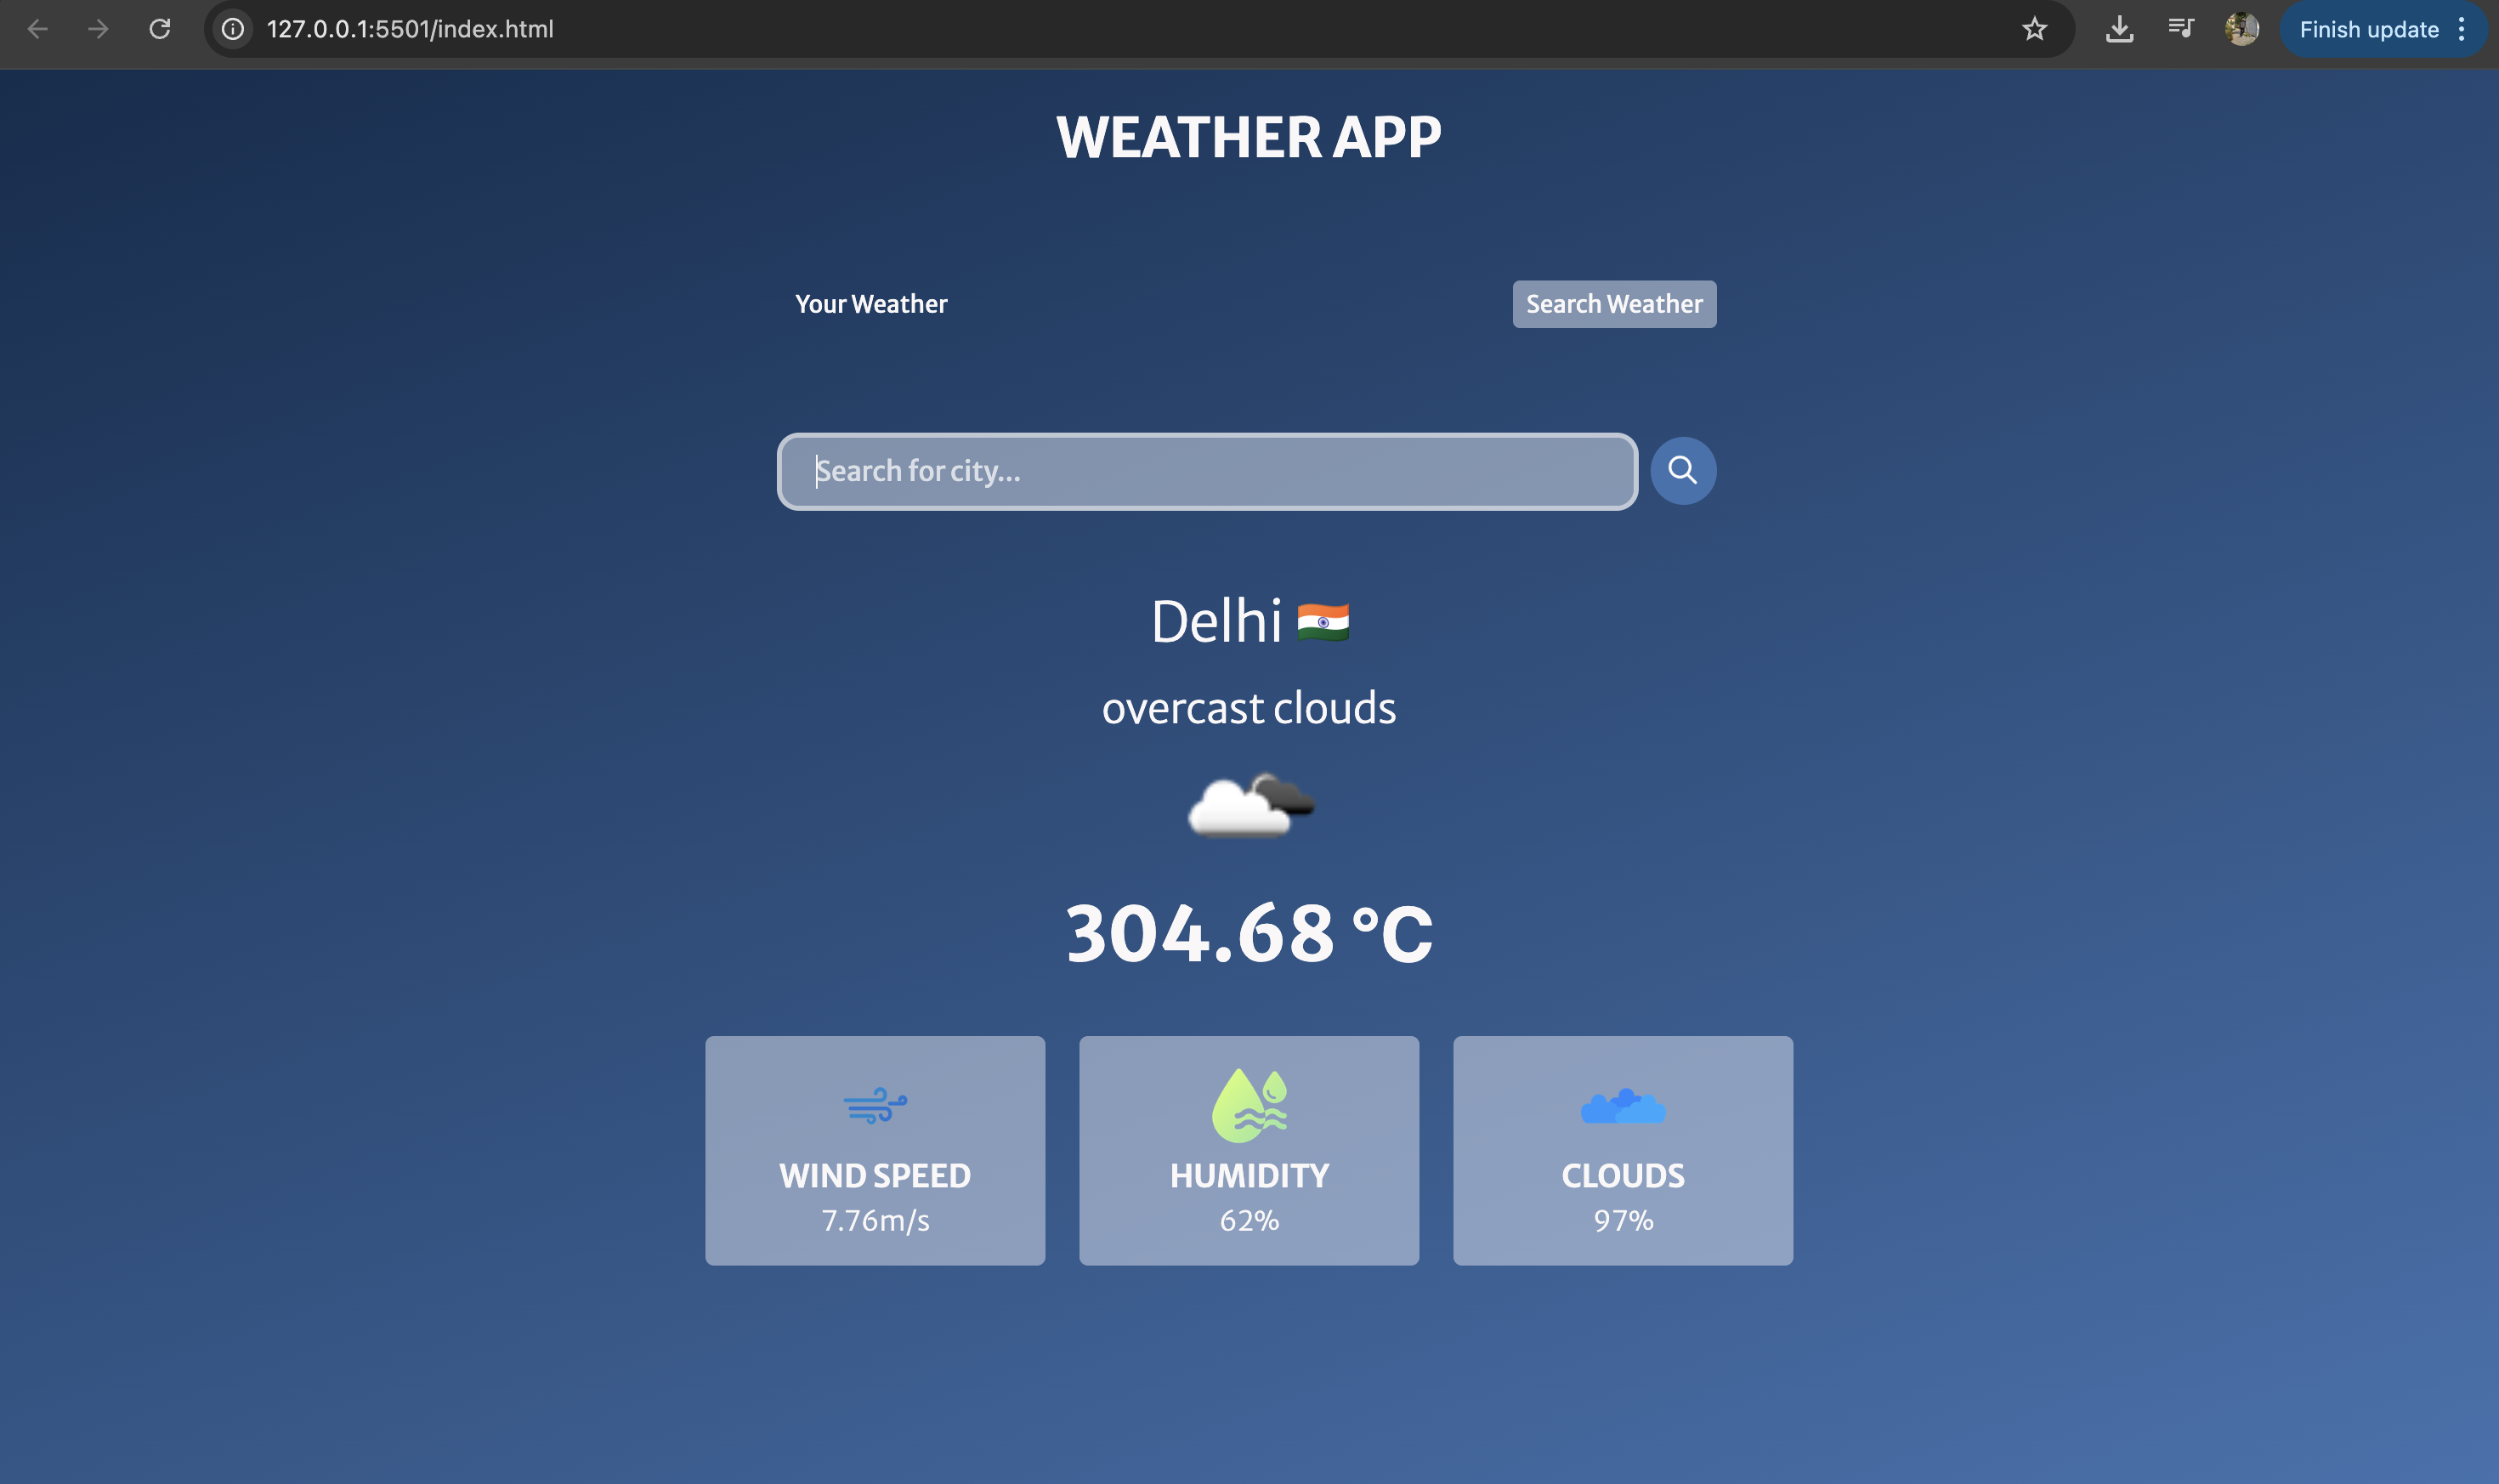 127.0.0.1:5501/index.html
Finish update
WEATHER APP
Your Weather
Search Weather
Search for city...
Delhi
overcast clouds
304.68 °C
WIND SPEED
7.76m/s
HUMIDITY
62%
CLOUDS
97%